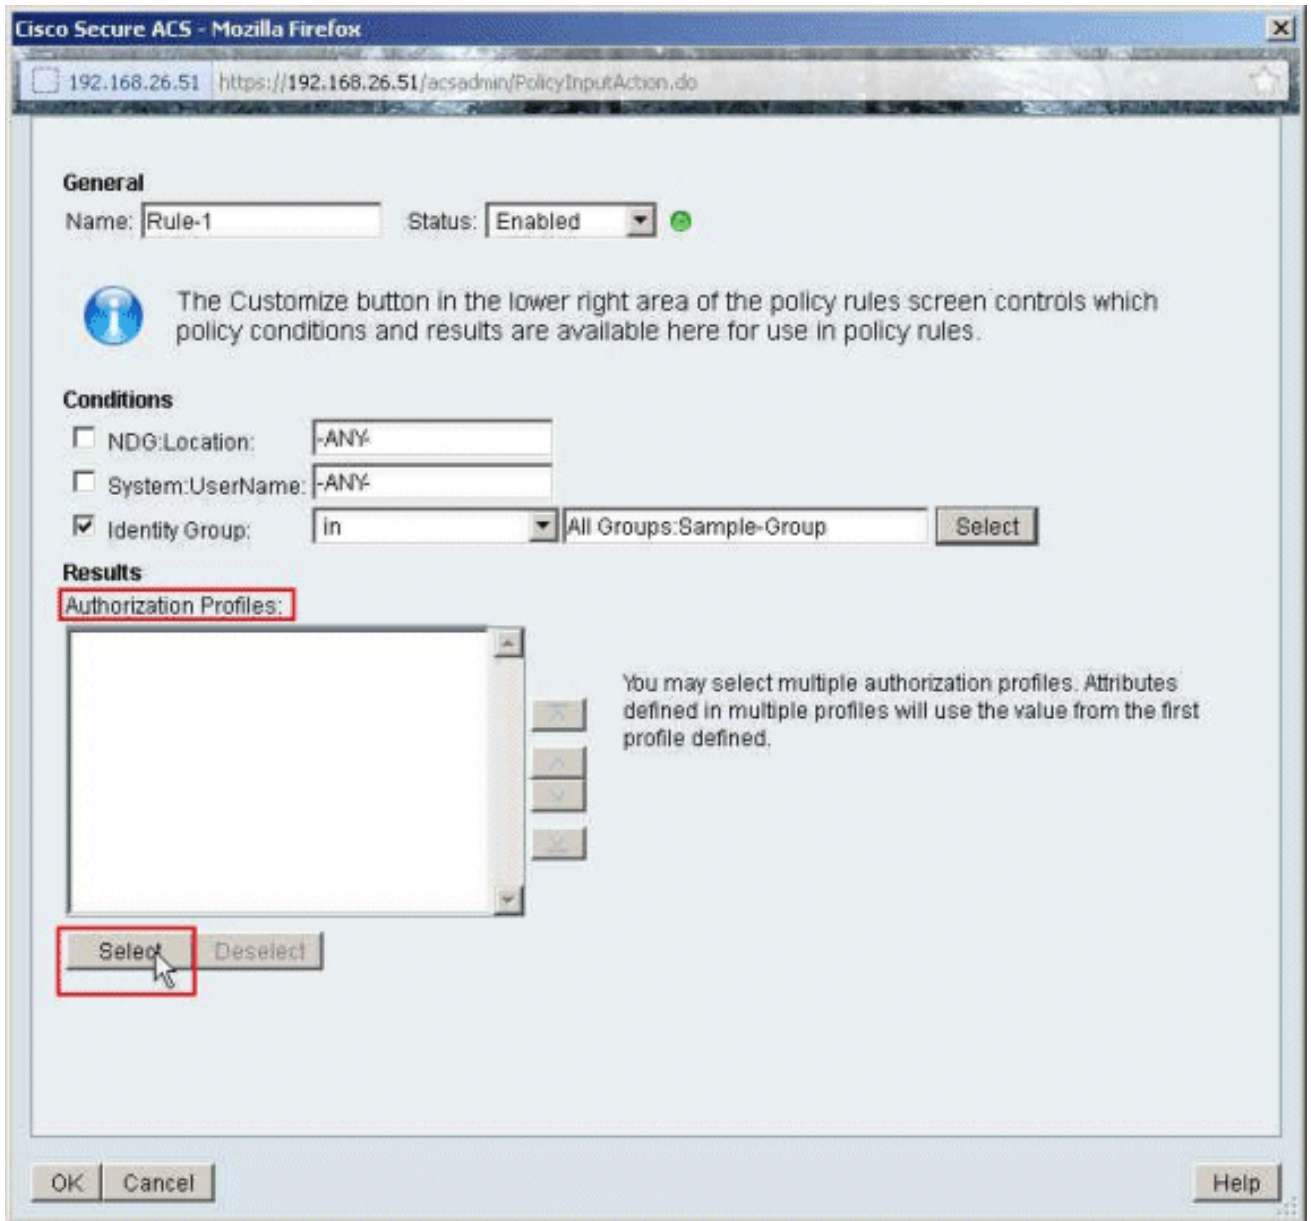 Cisco Secure ACS - Mozilla Firefox
192.168.26.51 https://192.168.26.51/acsadmin/PolicyInputAction.do
General
Name: Rule-1 Status: Enabled
The Customize button in the lower right area of the policy rules screen controls which
policy conditions and results are available here for use in policy rules.
Conditions
NDG:Location: -ANY-
System:UserName: -ANY-
Identity Group: in All Groups:Sample-Group Select
Results
Authorization Profiles:
You may select multiple authorization profiles. Attributes
defined in multiple profiles will use the value from the first
profile defined.
Select Deselect
OK Cancel Help